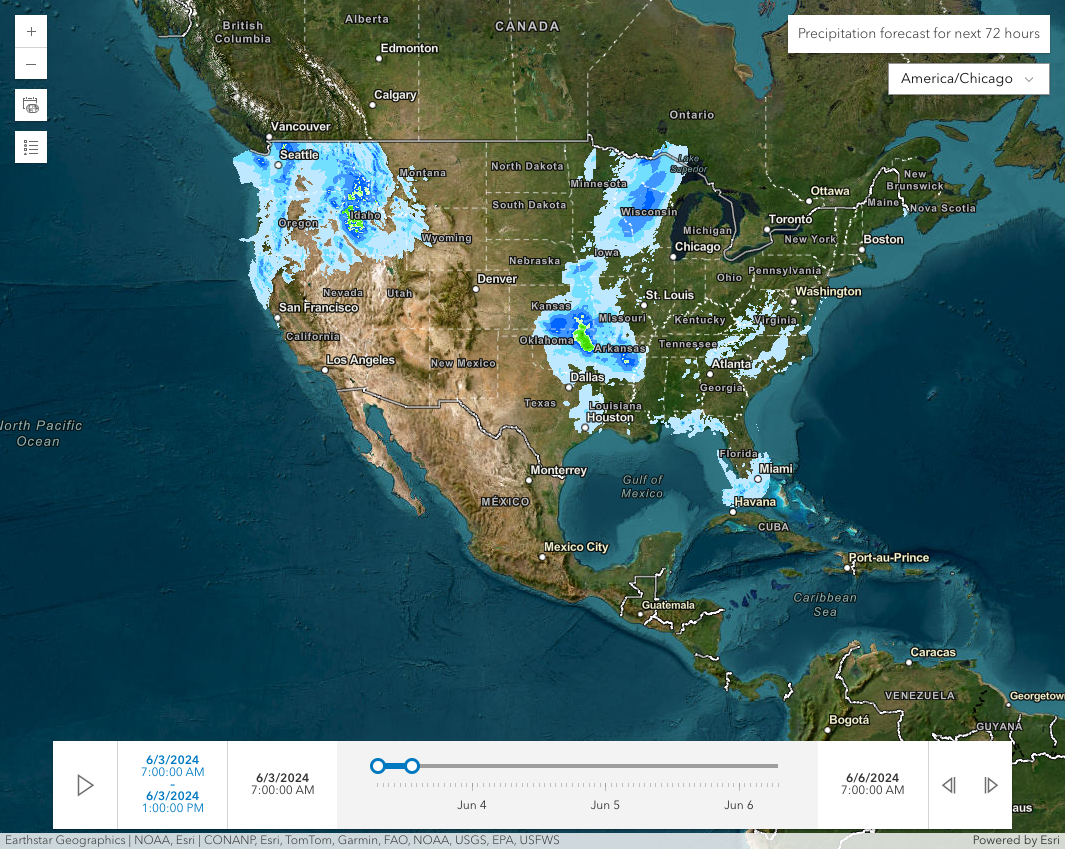 +
Precipitation forecast for next 72 hours
−
America/Chicago
CANADA
Alberta
British
Columbia
Edmonton
Calgary
Ontario
Vancouver
Seattle
Lake
Superior
North Dakota
Montana
Minnesota
New
Brunswick
Ottawa
Maine
Nova Scotia
South Dakota
Wisconsin
Idaho
Oregon
Toronto
Michigan
New York
Boston
Wyoming
Chicago
Iowa
Nebraska
Pennsylvania
Ohio
Denver
Nevada
Utah
St. Louis
Washington
San Francisco
Kansas
Missouri
Kentucky
Virginia
California
Oklahoma
Arkansas
Tennessee
Los Angeles
New Mexico
Atlanta
Dallas
Georgia
Texas
Louisiana
Houston
North Pacific
Ocean
Florida
Monterrey
Miami
Gulf of
Mexico
MÉXICO
Havana
CUBA
Mexico City
Port-au-Prince
Caribbean
Sea
Guatemala
Caracas
VENEZUELA
Georgetown
Bogotá
GUYANA
6/3/2024
7:00:00 AM
-
6/3/2024
1:00:00 PM
6/3/2024
7:00:00 AM
Jun 4
Jun 5
Jun 6
6/6/2024
7:00:00 AM
aus
Earthstar Geographics | NOAA, Esri | CONANP, Esri, TomTom, Garmin, FAO, NOAA, USGS, EPA, USFWS
Powered by Esri